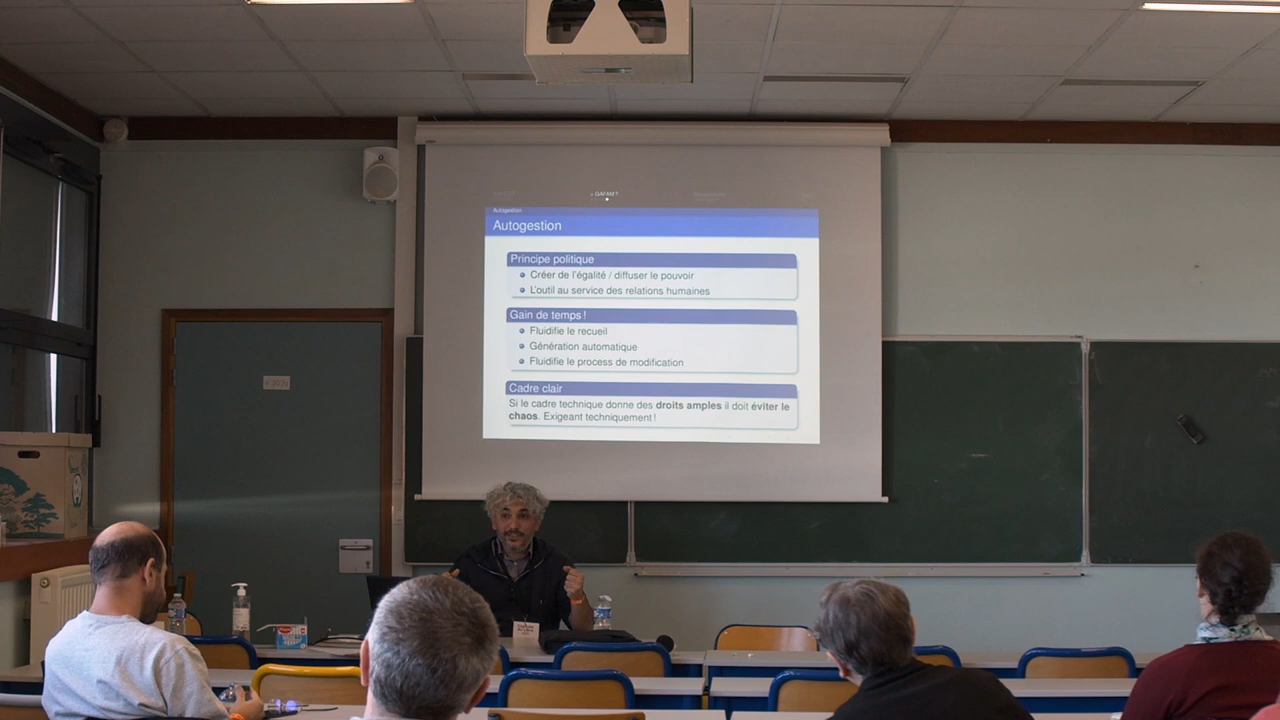 » GAFAM ?
Autogestion
Autogestion
Principe politique
Créer de l'égalité / diffuser le pouvoir
L'outil au service des relations humaines
Gain de temps !
Fluidifie le recueil
Génération automatique
Fluidifie le process de modification
Cadre clair
Si le cadre technique donne des droits amples il doit éviter le
chaos. Exigeant techniquement !